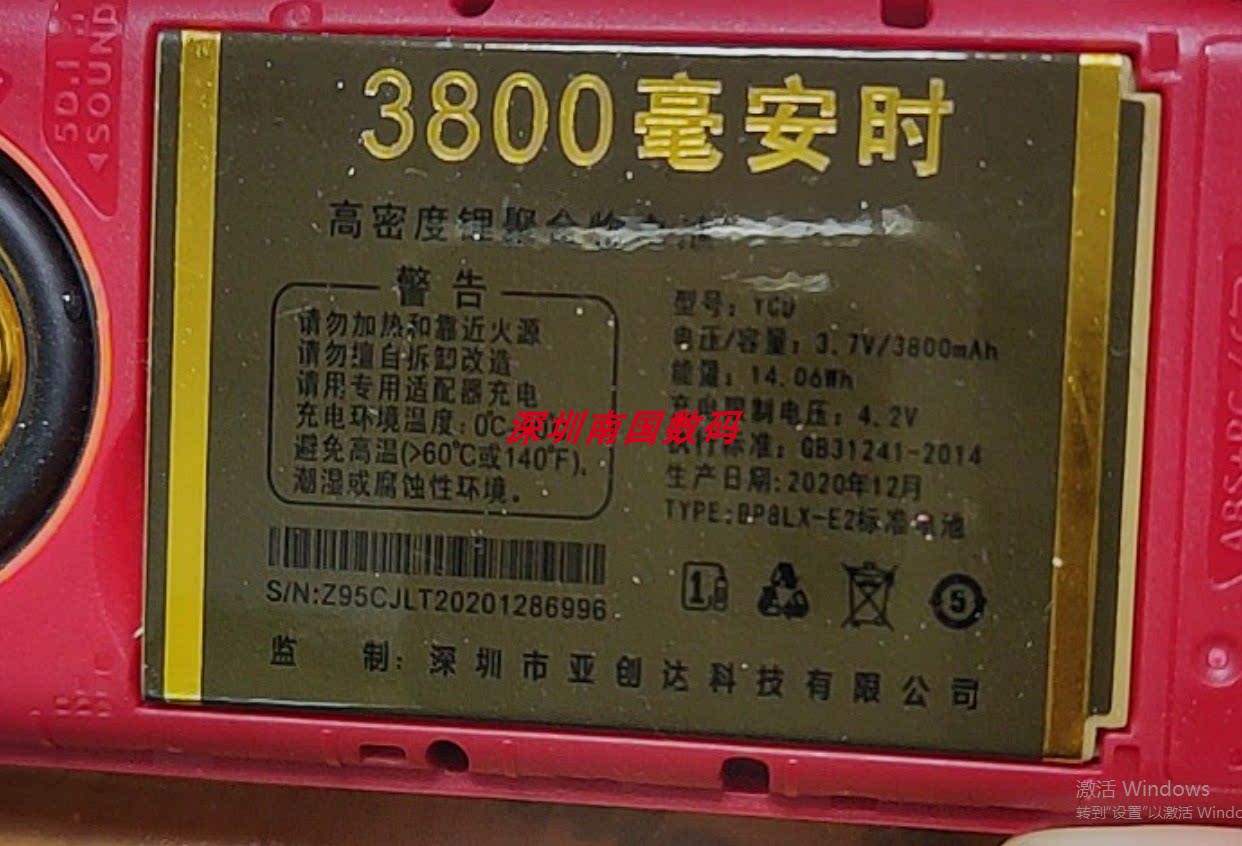 5D.1
SOUND
3800毫安时
高密度锂聚合物
警 告
请勿加热和靠近火源
请勿擅自拆卸改造
请用专用适配器充电
充电环境温度:0℃
避免高温(>60℃或140℉).
潮湿或腐蚀性环境。
S/N:Z95CJLT20201286996
型号: YCD
电压/容量: 3.7V/3800mAh
能量: 14.06Wh
充电限制电压: 4.2V
执行标准: GB31241-2014
生产日期:2020年12月
TYPE:BP8LX-E2标准电池
1
5
深圳南国数码
监 制: 深圳市亚创达科技有限公司
激活 Windows
转到"设置"以激活 Windo